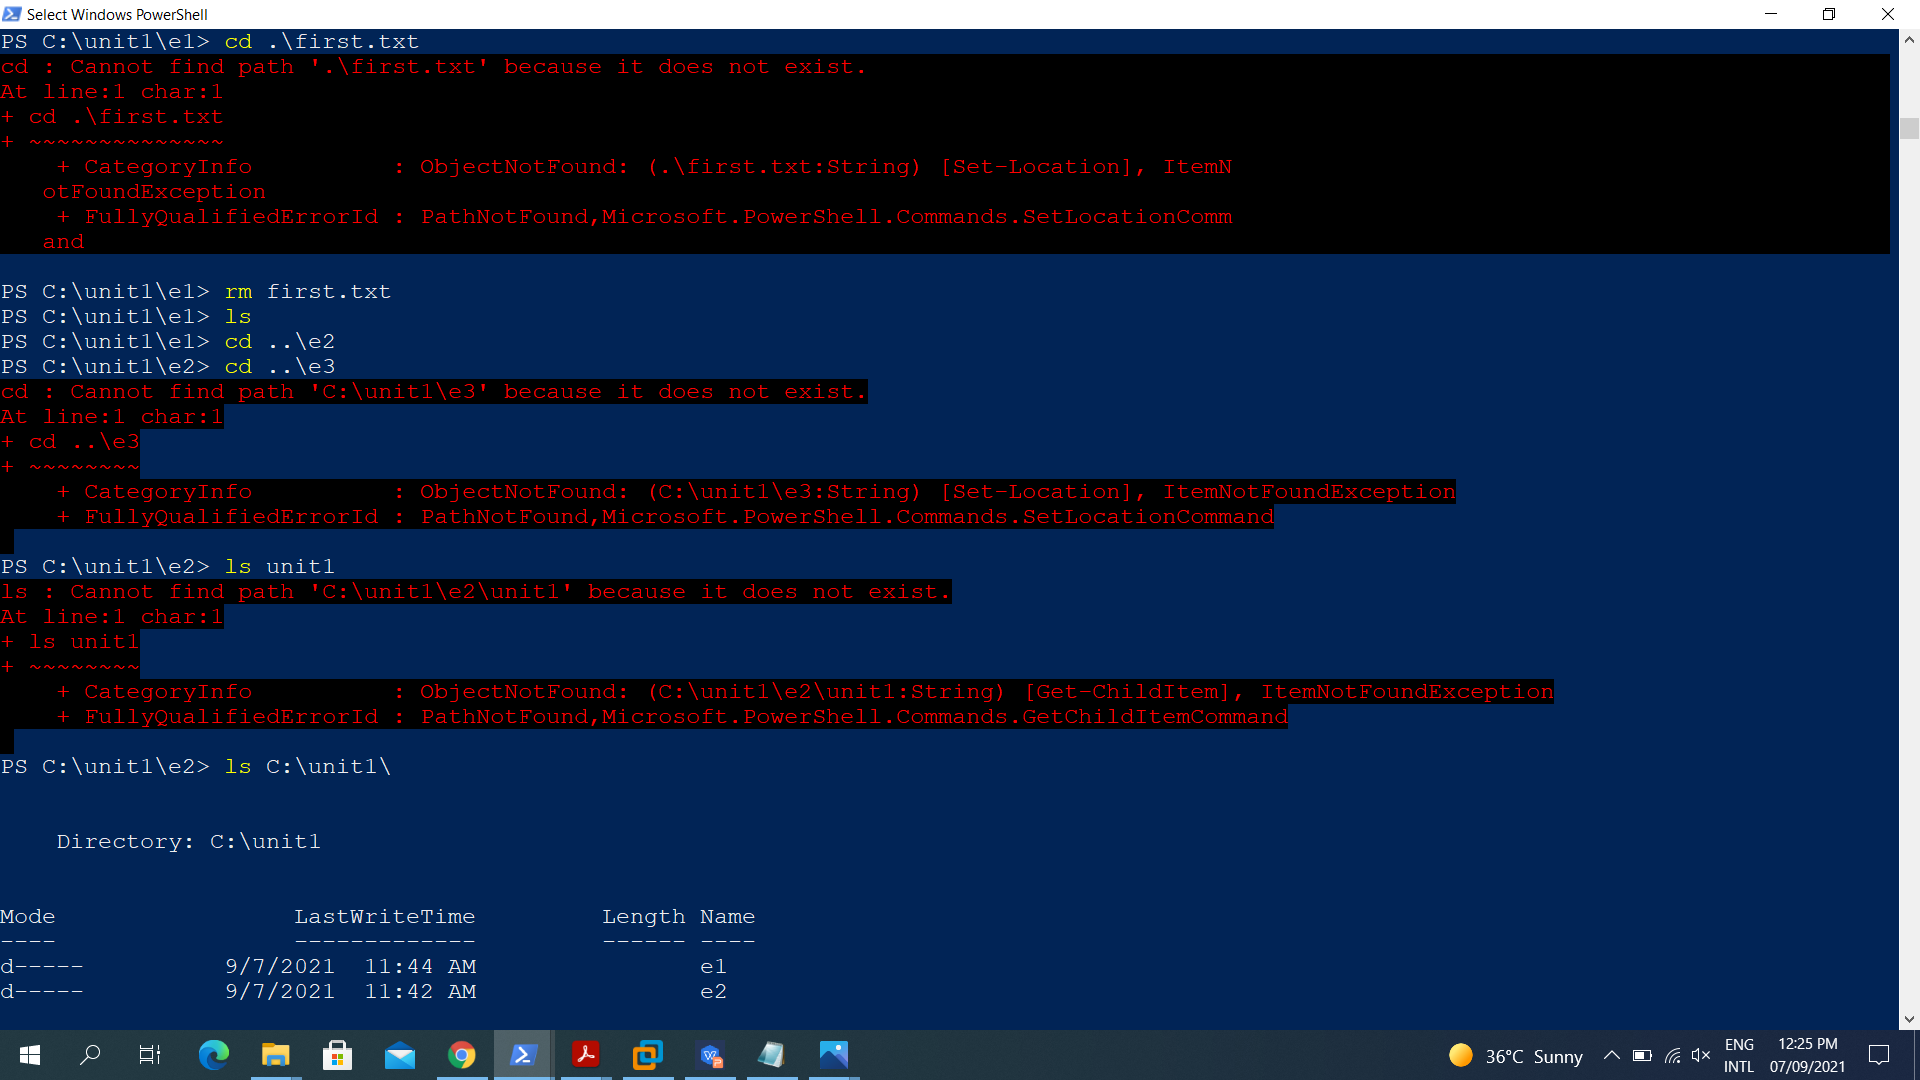 Select Windows PowerShell
PS C:\unit1\e1> cd .\first.txt
cd : Cannot find path '.\first.txt' because it does not exist.
At line:1 char:1
+ cd .\first.txt
+ ~~~~~~~~~~~~~~
    + CategoryInfo          : ObjectNotFound: (.\first.txt:String) [Set-Location], ItemN
   otFoundException
    + FullyQualifiedErrorId : PathNotFound,Microsoft.PowerShell.Commands.SetLocationComm
   and
PS C:\unit1\e1> rm first.txt
PS C:\unit1\e1> ls
PS C:\unit1\e1> cd ..\e2
PS C:\unit1\e2> cd ..\e3
cd : Cannot find path 'C:\unit1\e3' because it does not exist.
At line:1 char:1
+ cd ..\e3
+ ~~~~~~~~
    + CategoryInfo          : ObjectNotFound: (C:\unit1\e3:String) [Set-Location], ItemNotFoundException
    + FullyQualifiedErrorId : PathNotFound,Microsoft.PowerShell.Commands.SetLocationCommand
PS C:\unit1\e2> ls unit1
ls : Cannot find path 'C:\unit1\e2\unit1' because it does not exist.
At line:1 char:1
+ ls unit1
+ ~~~~~~~~
    + CategoryInfo          : ObjectNotFound: (C:\unit1\e2\unit1:String) [Get-ChildItem], ItemNotFoundException
    + FullyQualifiedErrorId : PathNotFound,Microsoft.PowerShell.Commands.GetChildItemCommand
PS C:\unit1\e2> ls C:\unit1\
    Directory: C:\unit1
Mode                 LastWriteTime         Length Name
----                 -------------         ------ ----
d-----          9/7/2021  11:44 AM                e1
d-----          9/7/2021  11:42 AM                e2
36°C Sunny
ENG
INTL
12:25 PM
07/09/2021